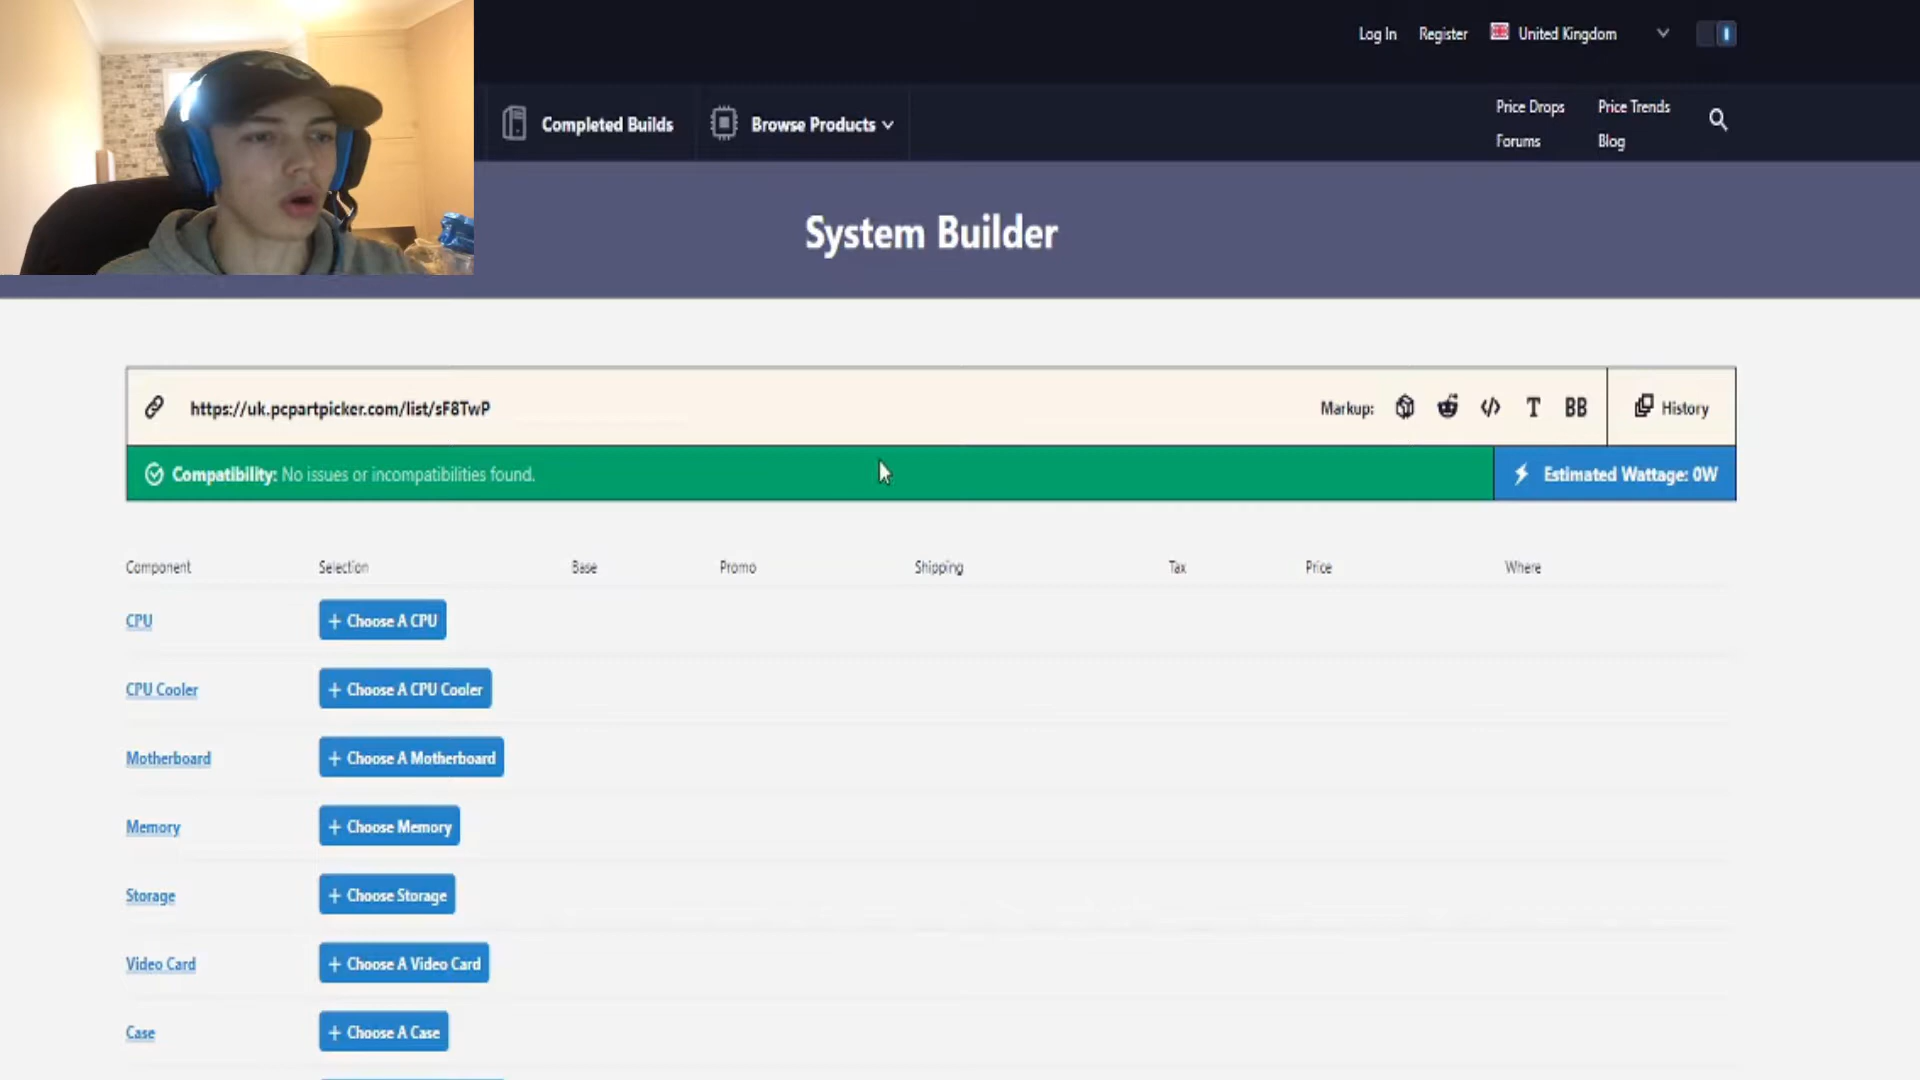 Log In Register United Kingdom
Completed Builds Browse Products
Price Drops Price Trends
Forums Blog
System Builder
https://uk.pcpartpicker.com/list/sF8TwP Markup: T BB History
Compatibility: No issues or incompatibilities found. Estimated Wattage: 0W
Component Selection Base Promo Shipping Tax Price Where
CPU + Choose A CPU
CPU Cooler + Choose A CPU Cooler
Motherboard + Choose A Motherboard
Memory + Choose Memory
Storage + Choose Storage
Video Card + Choose A Video Card
Case + Choose A Case